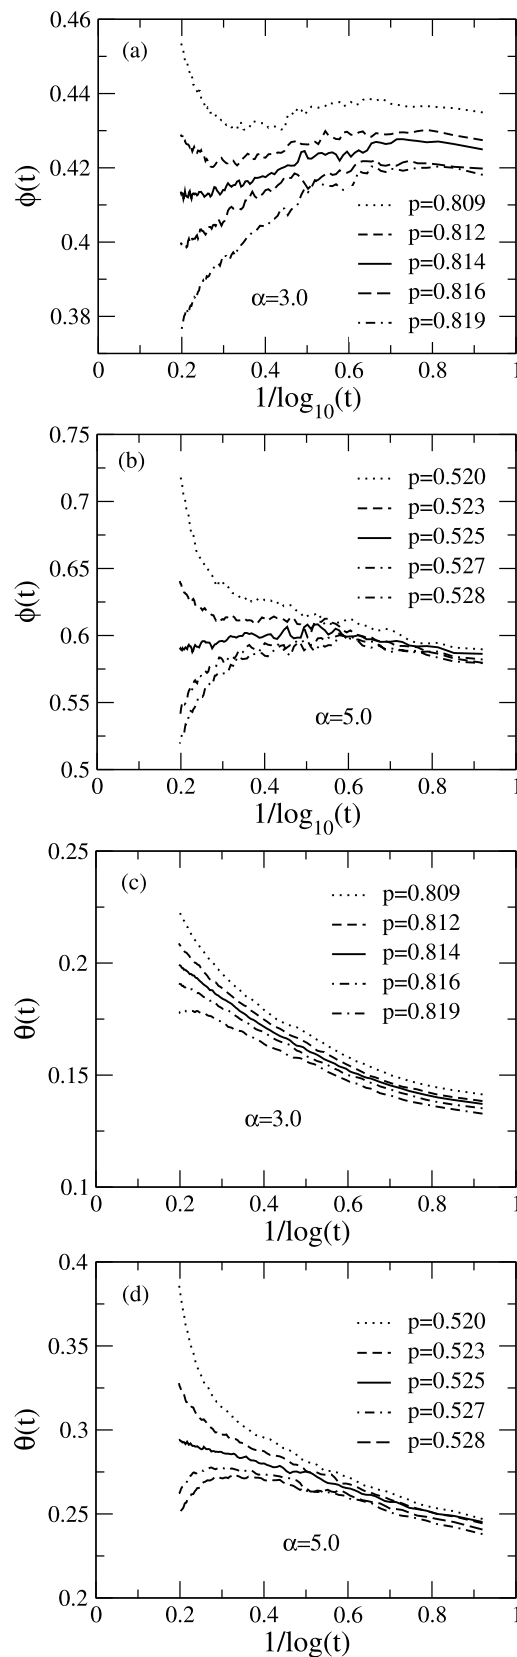 0.46
(a)
0.44
0.42
ϕ(t)
0.4
0.38
p=0.809
p=0.812
p=0.814
p=0.816
p=0.819
α=3.0
0 0.2 0.4 0.6 0.8 1
1/log₁₀(t)
0.75
(b)
0.7
0.65
ϕ(t)
0.6
0.55
0.5
p=0.520
p=0.523
p=0.525
p=0.527
p=0.528
α=5.0
0 0.2 0.4 0.6 0.8 1
1/log₁₀(t)
0.25
(c)
0.2
θ(t)
0.15
0.1
p=0.809
p=0.812
p=0.814
p=0.816
p=0.819
α=3.0
0 0.2 0.4 0.6 0.8 1
1/log(t)
0.4
(d)
0.35
0.3
θ(t)
0.25
0.2
p=0.520
p=0.523
p=0.525
p=0.527
p=0.528
α=5.0
0 0.2 0.4 0.6 0.8 1
1/log(t)